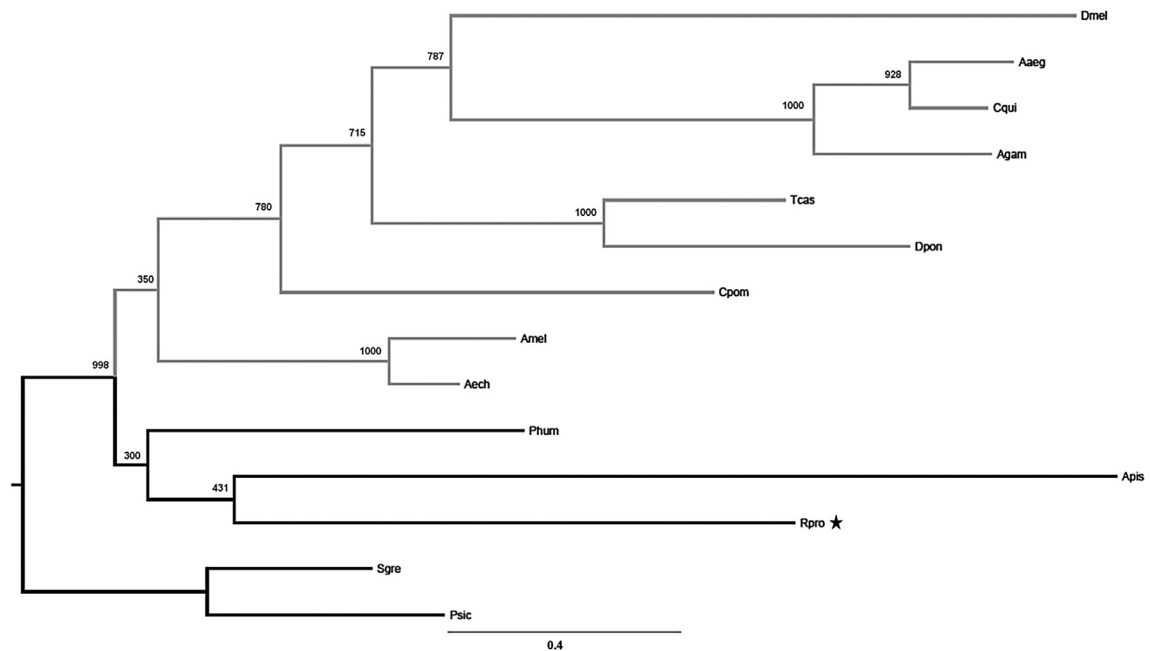 Dmel
787
Aaeg
928
Cqui
1000
715
Agam
Tcas
780
1000
Dpon
350
Cpom
Amel
1000
998
Aech
Phum
300
Apis
431
Rpro ★
Sgre
Psic
0.4